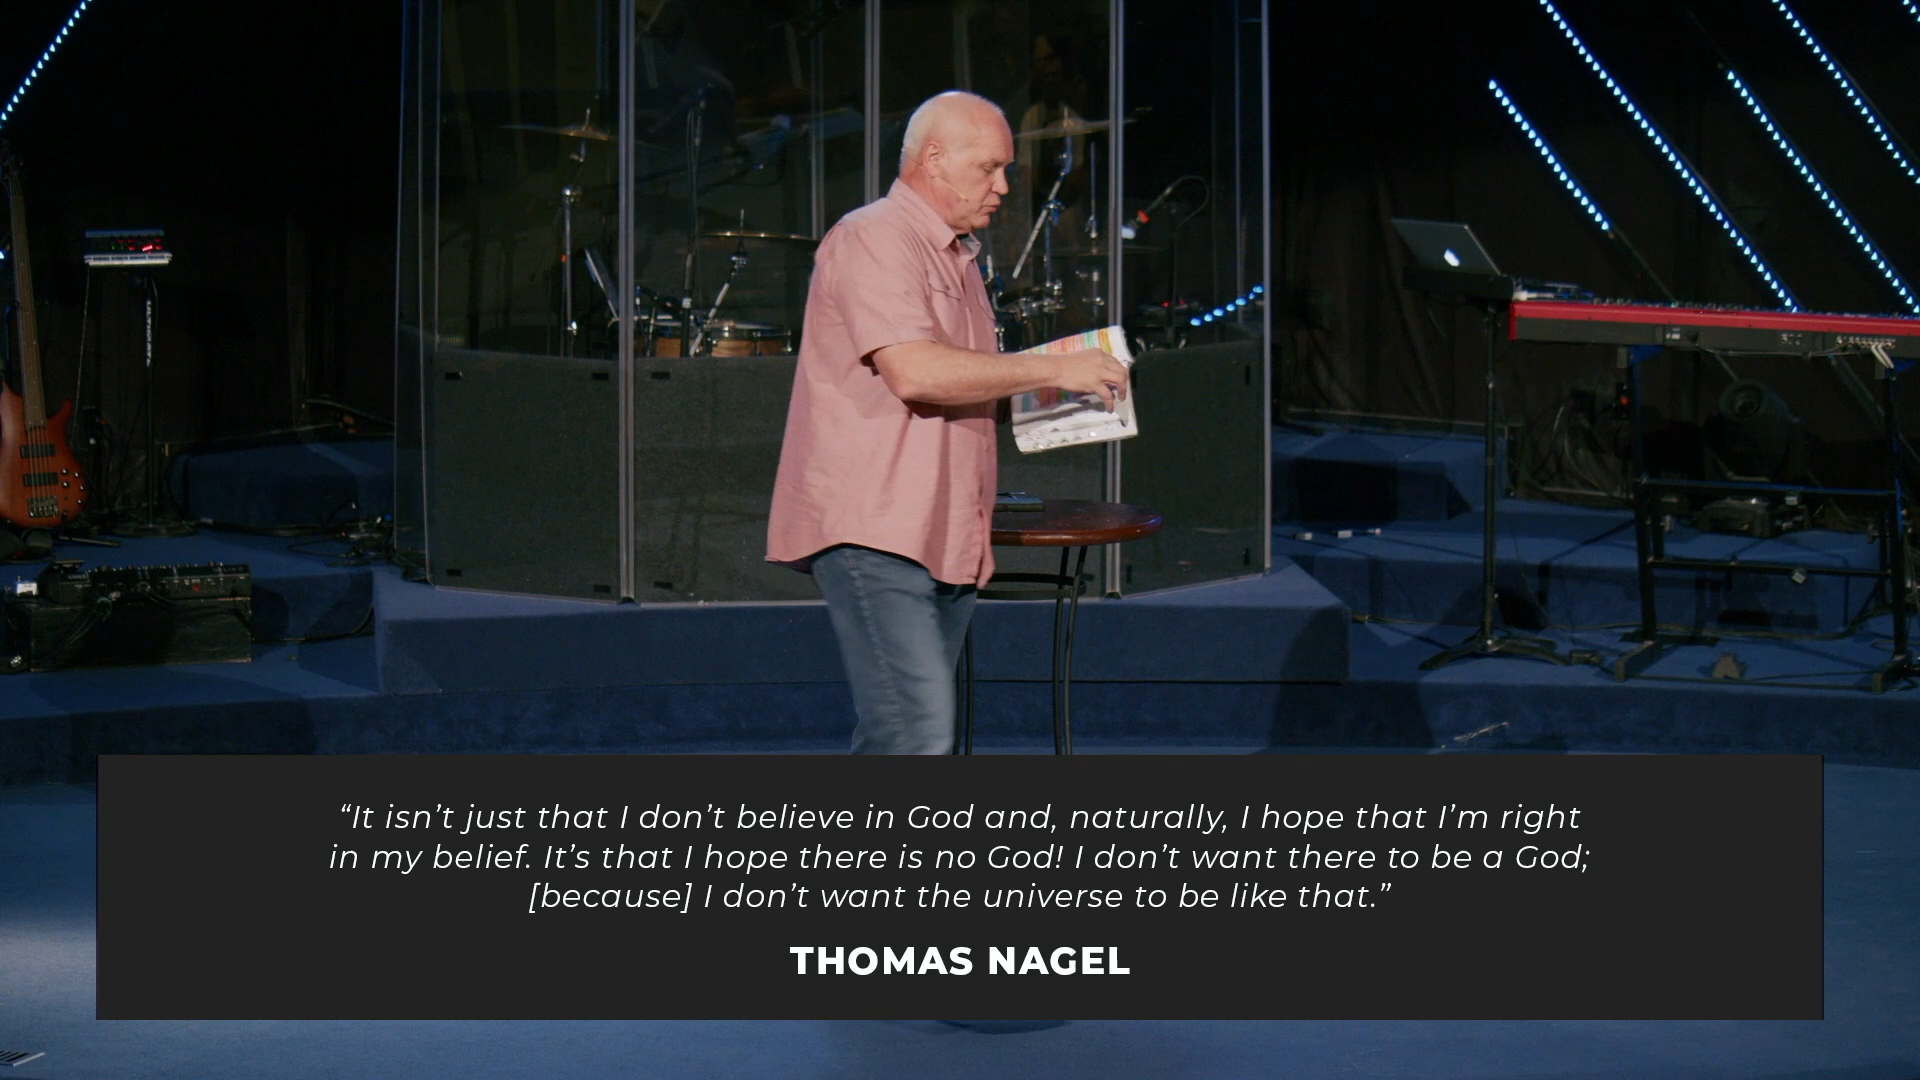 “It isn’t just that I don’t believe in God and, naturally, I hope that I’m right
in my belief. It’s that I hope there is no God! I don’t want there to be a God;
[because] I don’t want the universe to be like that.”
THOMAS NAGEL